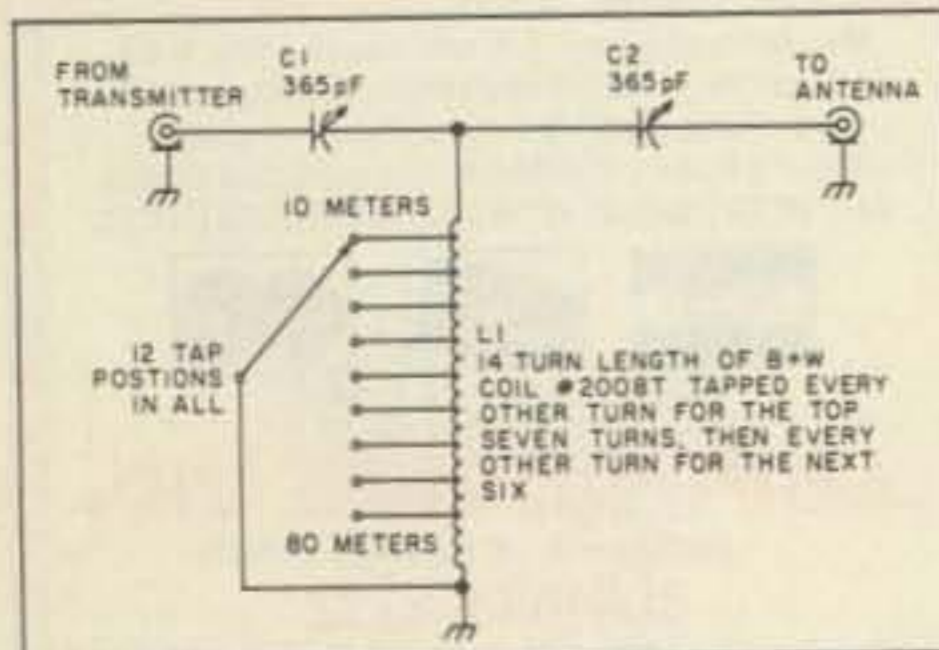 FROM
TRANSMITTER
C1
365pF
C2
365pF
TO
ANTENNA
10 METERS
12 TAP
POSTIONS
IN ALL
L1
14 TURN LENGTH OF B+W
COIL #2008T TAPPED EVERY
OTHER TURN FOR THE TOP
SEVEN TURNS, THEN EVERY
OTHER TURN FOR THE NEXT
SIX
80 METERS